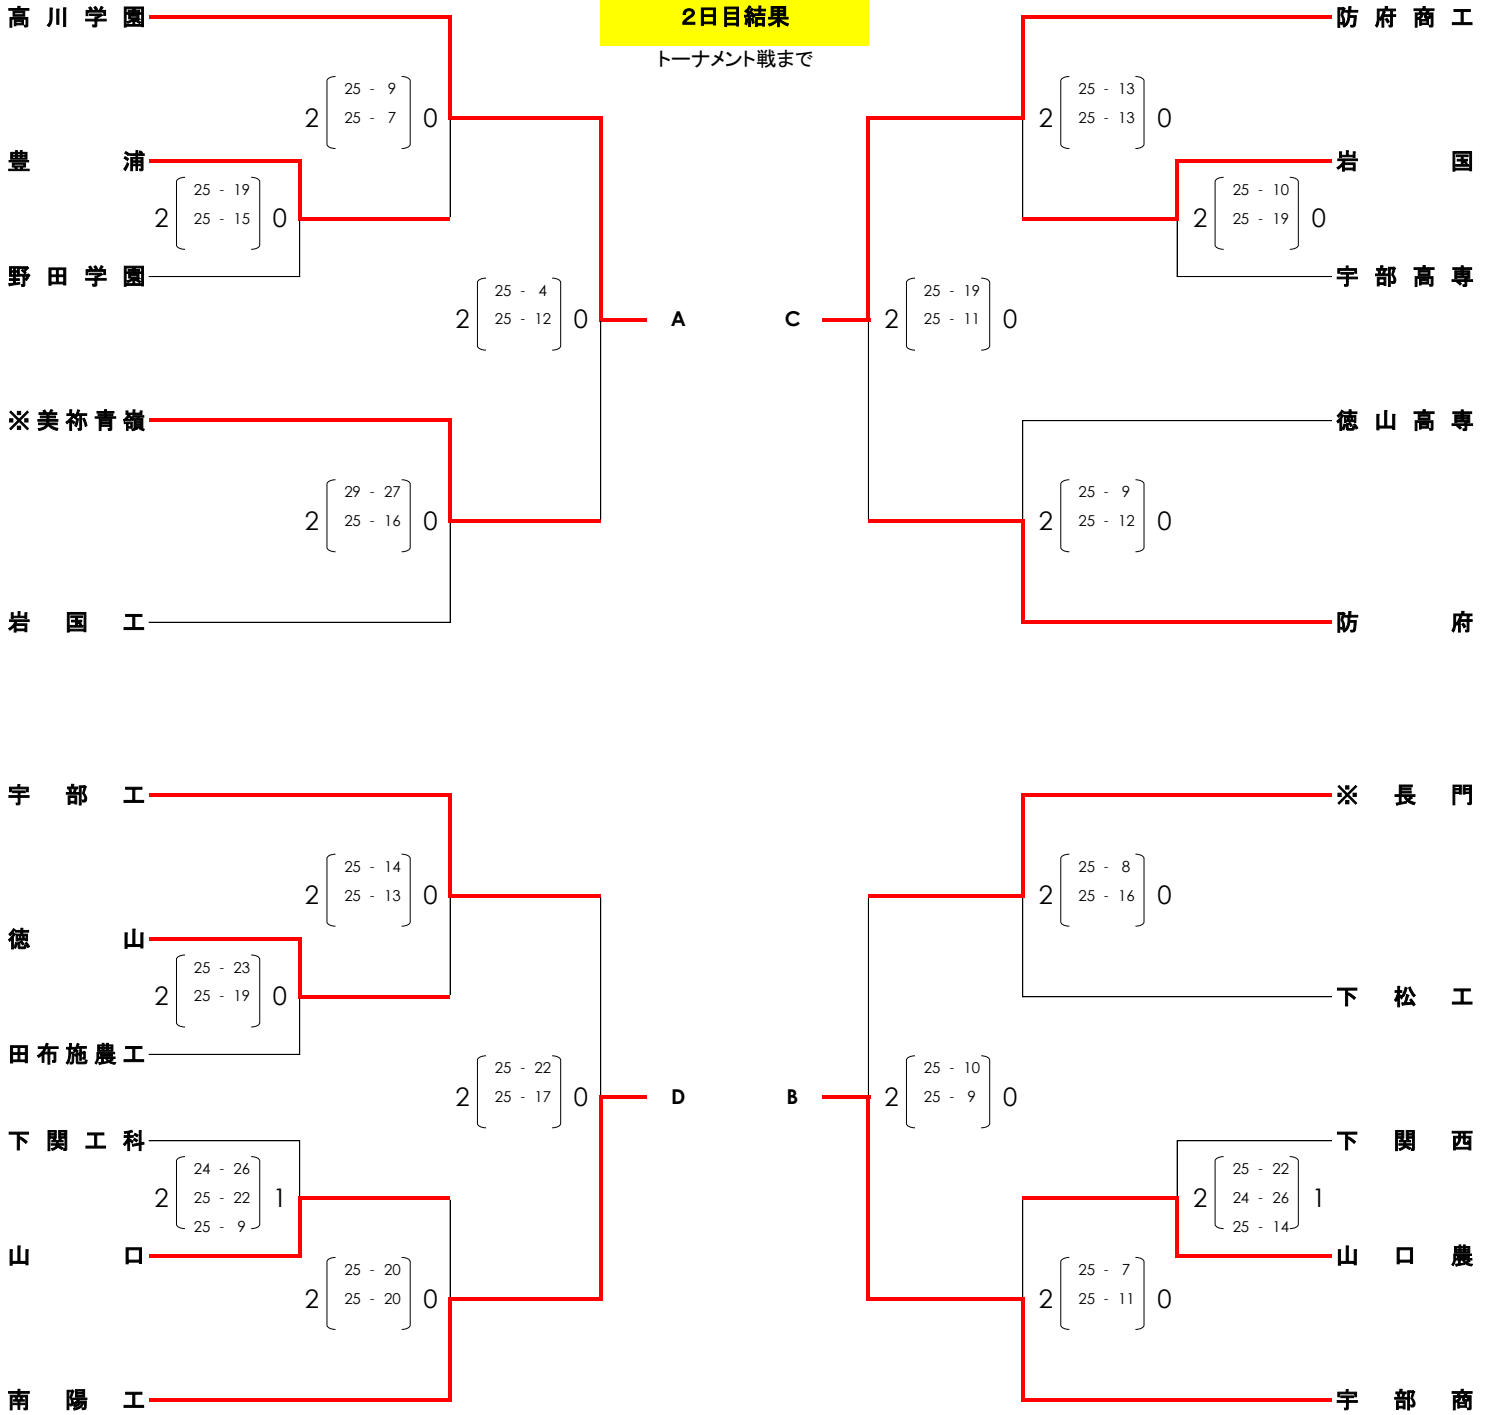 2日目結果
トーナメント戦まで
高川学園
2 25 - 9 0
25 - 7
豊浦
2 25 - 19 0
25 - 15
野田学園
2 25 - 4 0
25 - 12
A
※美祢青嶺
2 29 - 27 0
25 - 16
岩国工
防府商工
2 25 - 13 0
25 - 13
岩国
2 25 - 10 0
25 - 19
宇部高専
C
2 25 - 19 0
25 - 11
徳山高専
2 25 - 9 0
25 - 12
防府
宇部工
2 25 - 14 0
25 - 13
徳山
2 25 - 23 0
25 - 19
田布施農工
2 25 - 22 0
25 - 17
D
下関工科
2 24 - 26 1
25 - 22
25 - 9
山口
2 25 - 20 0
25 - 20
南陽工
※長門
2 25 - 8 0
25 - 16
下松工
B
2 25 - 10 0
25 - 9
下関西
2 25 - 22 1
24 - 26
25 - 14
山口農
2 25 - 7 0
25 - 11
宇部商